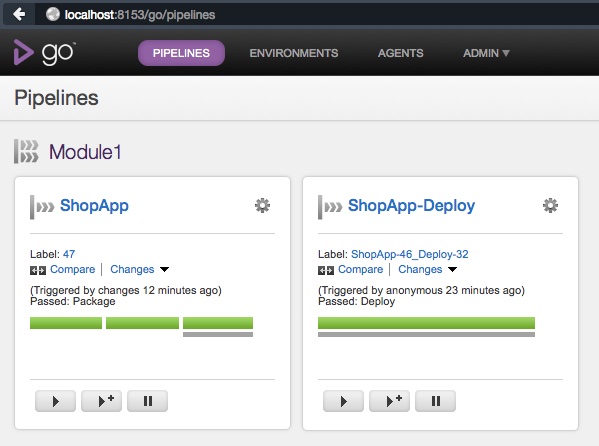 localhost:8153/go/pipelines
go™ PIPELINES ENVIRONMENTS AGENTS ADMIN
Pipelines
Module1
ShopApp
Label: 47
Compare Changes
(Triggered by changes 12 minutes ago)
Passed: Package
ShopApp-Deploy
Label: ShopApp-46_Deploy-32
Compare Changes
(Triggered by anonymous 23 minutes ago)
Passed: Deploy